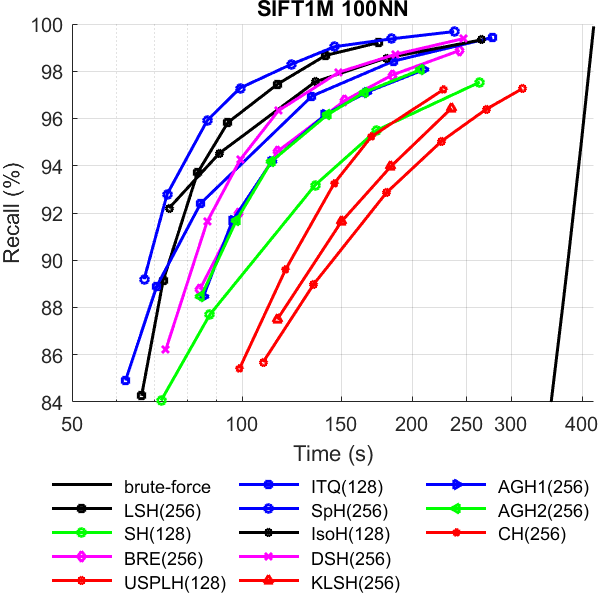 SIFT1M 100NN
Recall (%)
100
98
96
94
92
90
88
86
84
50 100 150 200 250 300 400
Time (s)
brute-force ITQ(128) AGH1(256)
LSH(256) SpH(256) AGH2(256)
SH(128) IsoH(128) CH(256)
BRE(256) DSH(256)
USPLH(128) KLSH(256)